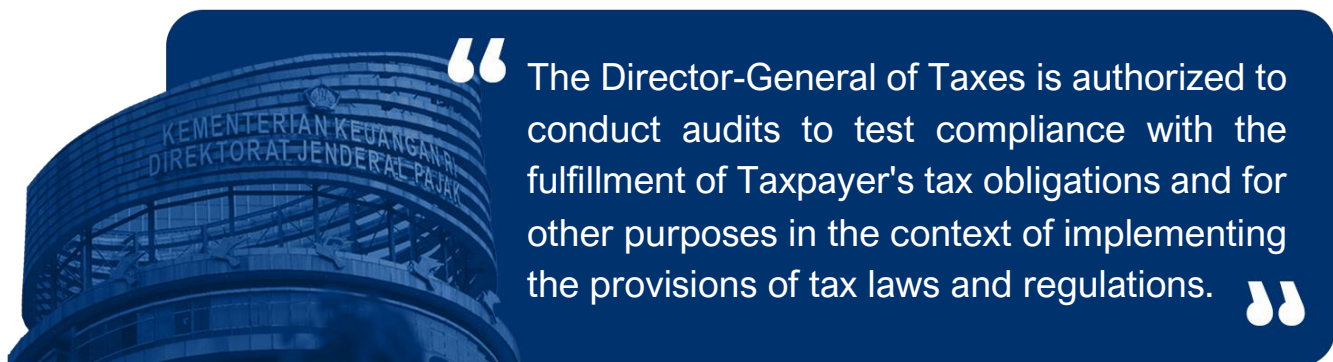 KEMENTERIAN KEUANGAN RI
DIREKTORAT JENDERAL PAJAK
“ The Director-General of Taxes is authorized to
conduct audits to test compliance with the
fulfillment of Taxpayer's tax obligations and for
other purposes in the context of implementing
the provisions of tax laws and regulations. ”